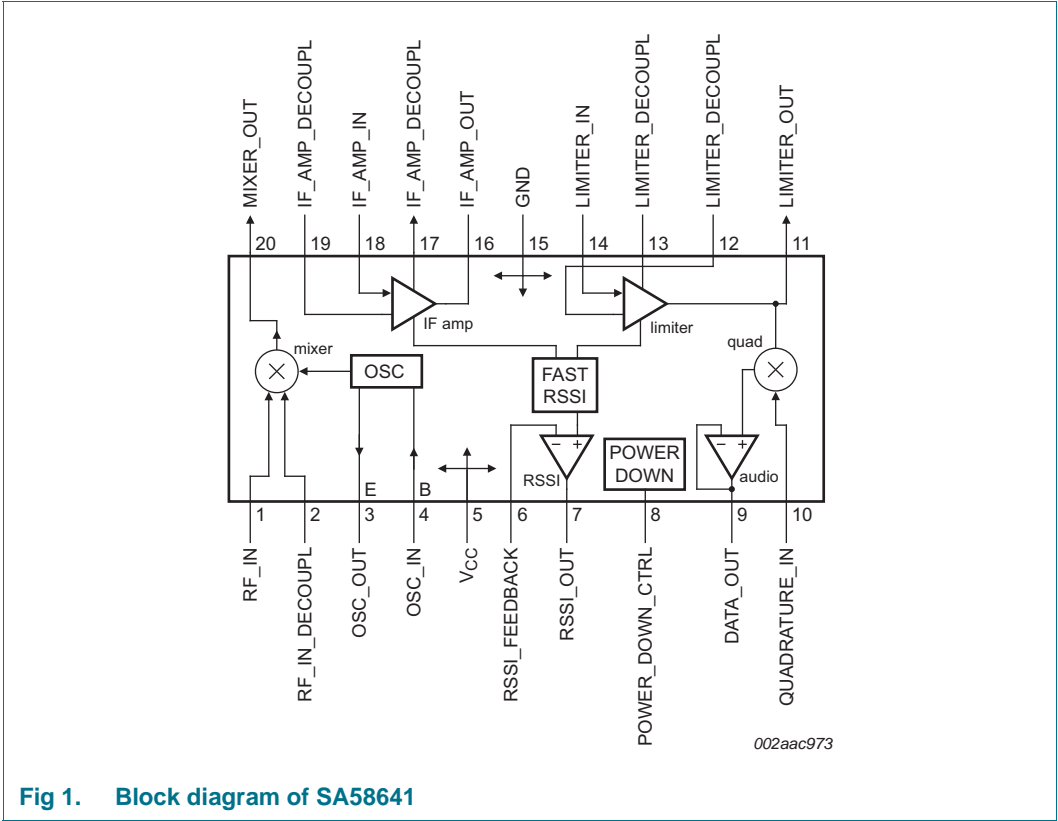 MIXER_OUT
IF_AMP_DECOUPL
IF_AMP_IN
IF_AMP_DECOUPL
IF_AMP_OUT
GND
LIMITER_IN
LIMITER_DECOUPL
LIMITER_DECOUPL
LIMITER_OUT
20 19 18 17 16 15 14 13 12 11
IF amp
limiter
mixer
quad
OSC
FAST
RSSI
− +
RSSI
POWER
DOWN
− +
audio
E B
1 2 3 4 5 6 7 8 9 10
RF_IN
RF_IN_DECOUPL
OSC_OUT
OSC_IN
VCC
RSSI_FEEDBACK
RSSI_OUT
POWER_DOWN_CTRL
DATA_OUT
QUADRATURE_IN
002aac973
Fig 1. Block diagram of SA58641